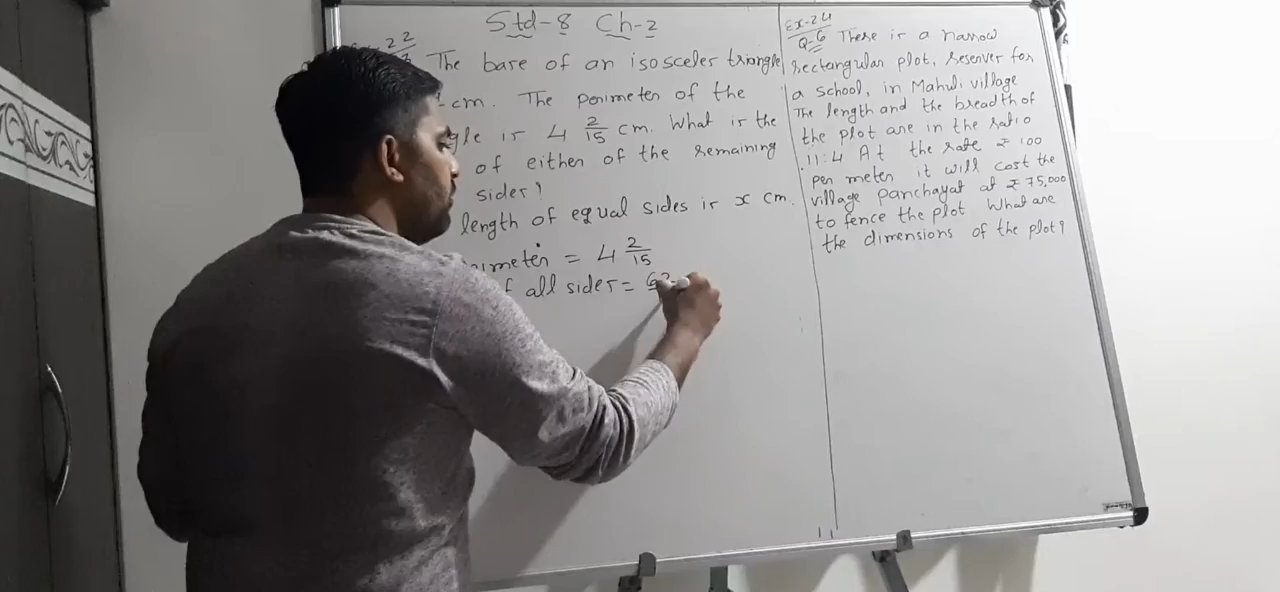 Std-8 Ch-2
2.2
The base of an isosceles triangle
cm. The perimeter of the
gle is 4 2/15 cm. What is the
of either of the remaining
sides?
length of equal sides is x cm.
imeter = 4 2/15
f all sides = 62
Ex-2.4
Q-6 There is a narrow
rectangular plot, reserver for
a school, in Mahuli village
The length and the breadth of
the plot are in the ratio
11:4 At the rate ₹100
per meter it will cost the
village panchayat at ₹75,000
to fence the plot What are
the dimensions of the plot?